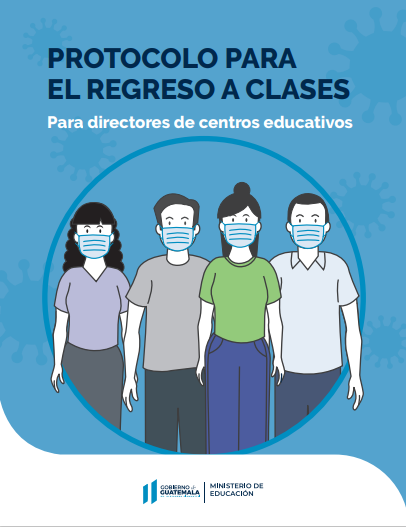 PROTOCOLO PARA
EL REGRESO A CLASES
Para directores de centros educativos
GOBIERNO de
GUATEMALA
MINISTERIO DE
EDUCACIÓN